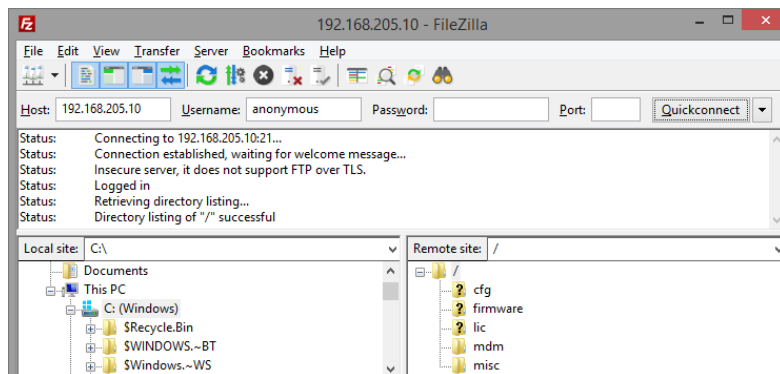 192.168.205.10 - FileZilla
File Edit View Transfer Server Bookmarks Help
Host: 192.168.205.10 Username: anonymous Password: Port: Quickconnect
Status: Connecting to 192.168.205.10:21...
Status: Connection established, waiting for welcome message...
Status: Insecure server, it does not support FTP over TLS.
Status: Logged in
Status: Retrieving directory listing...
Status: Directory listing of "/" successful
Local site: C:\ Remote site: /
Documents /
This PC cfg
C: (Windows) firmware
$Recycle.Bin lic
$WINDOWS.~BT mdm
$Windows.~WS misc